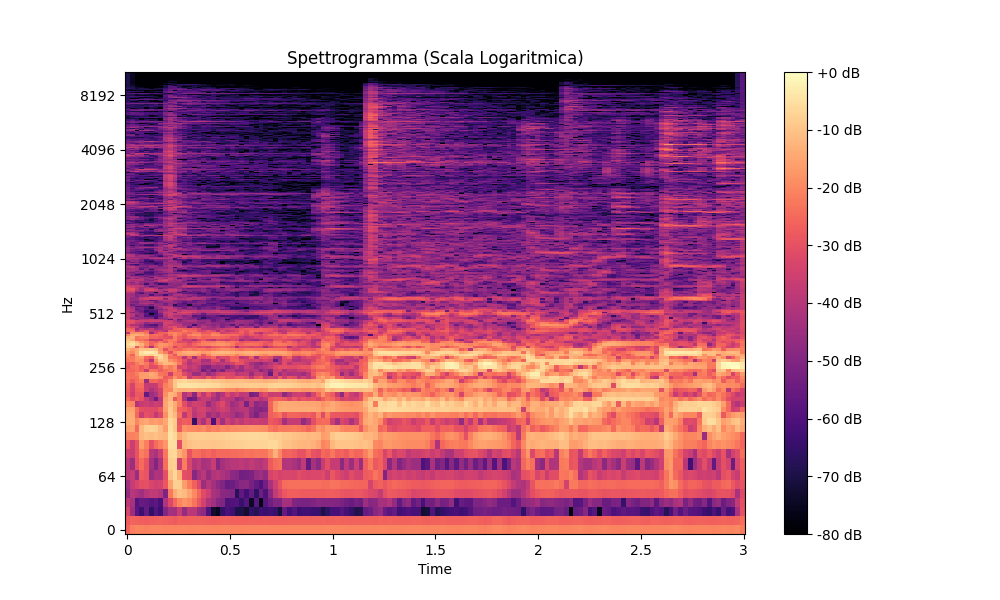 Spettrogramma (Scala Logaritmica)
Hz
8192
4096
2048
1024
512
256
128
64
0
0
0.5
1
1.5
2
2.5
3
Time
+0 dB
-10 dB
-20 dB
-30 dB
-40 dB
-50 dB
-60 dB
-70 dB
-80 dB